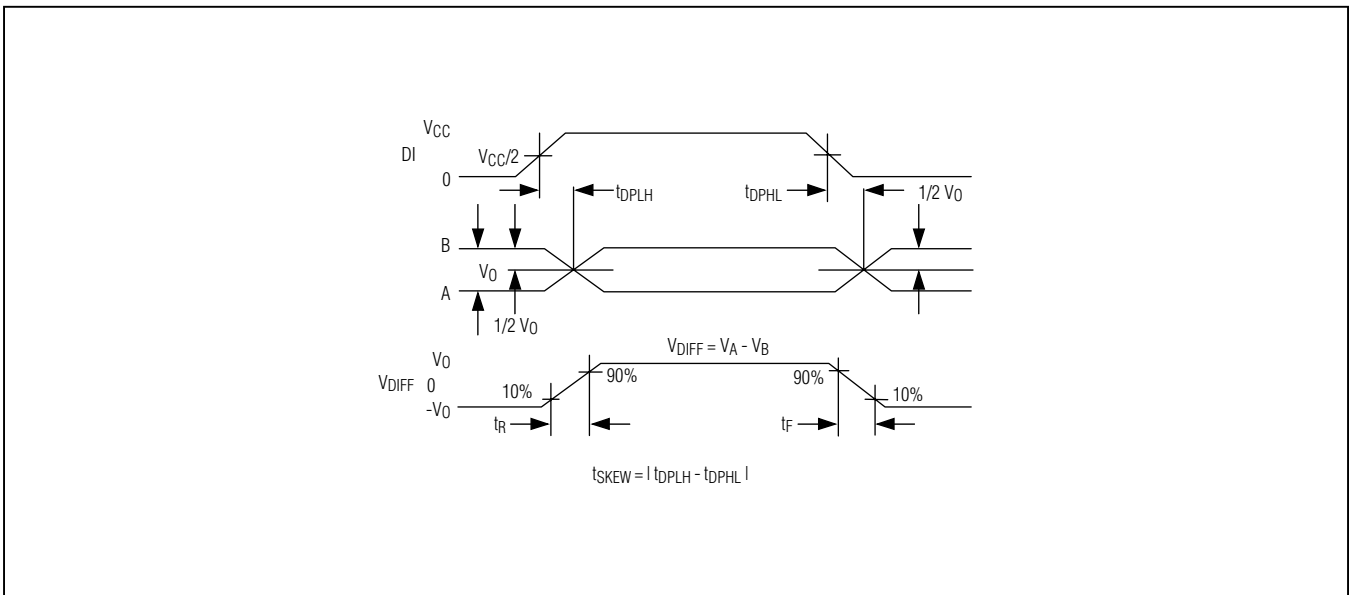 VCC
DI
VCC/2
0
tDPLH
tDPHL
1/2 VO
B
VO
A
1/2 VO
VDIFF = VA - VB
VO
VDIFF 0
-VO
10%
90%
90%
10%
tR
tF
tSKEW = | tDPLH - tDPHL |